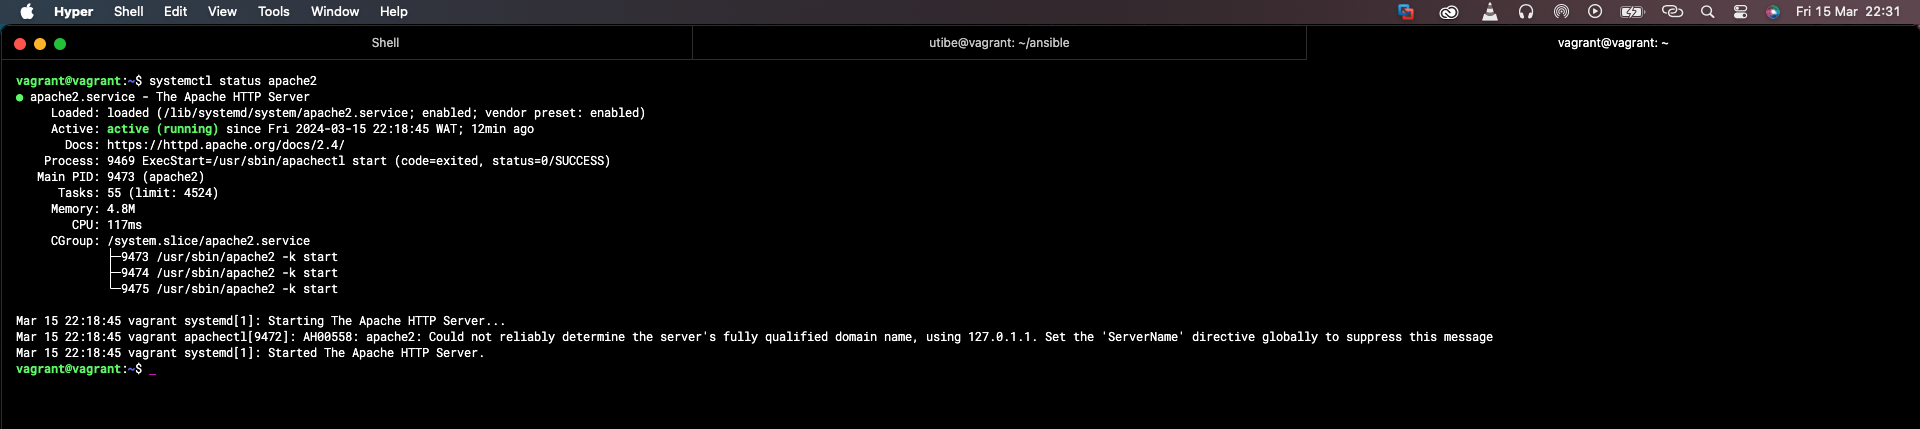 Hyper Shell Edit View Tools Window Help Fri 15 Mar 22:31
Shell utibe@vagrant: ~/ansible vagrant@vagrant: ~
vagrant@vagrant:~$ systemctl status apache2
● apache2.service - The Apache HTTP Server
Loaded: loaded (/lib/systemd/system/apache2.service; enabled; vendor preset: enabled)
Active: active (running) since Fri 2024-03-15 22:18:45 WAT; 12min ago
Docs: https://httpd.apache.org/docs/2.4/
Process: 9469 ExecStart=/usr/sbin/apachectl start (code=exited, status=0/SUCCESS)
Main PID: 9473 (apache2)
Tasks: 55 (limit: 4524)
Memory: 4.8M
CPU: 117ms
CGroup: /system.slice/apache2.service
├─9473 /usr/sbin/apache2 -k start
├─9474 /usr/sbin/apache2 -k start
└─9475 /usr/sbin/apache2 -k start
Mar 15 22:18:45 vagrant systemd[1]: Starting The Apache HTTP Server...
Mar 15 22:18:45 vagrant apachectl[9472]: AH00558: apache2: Could not reliably determine the server's fully qualified domain name, using 127.0.1.1. Set the 'ServerName' directive globally to suppress this message
Mar 15 22:18:45 vagrant systemd[1]: Started The Apache HTTP Server.
vagrant@vagrant:~$ _